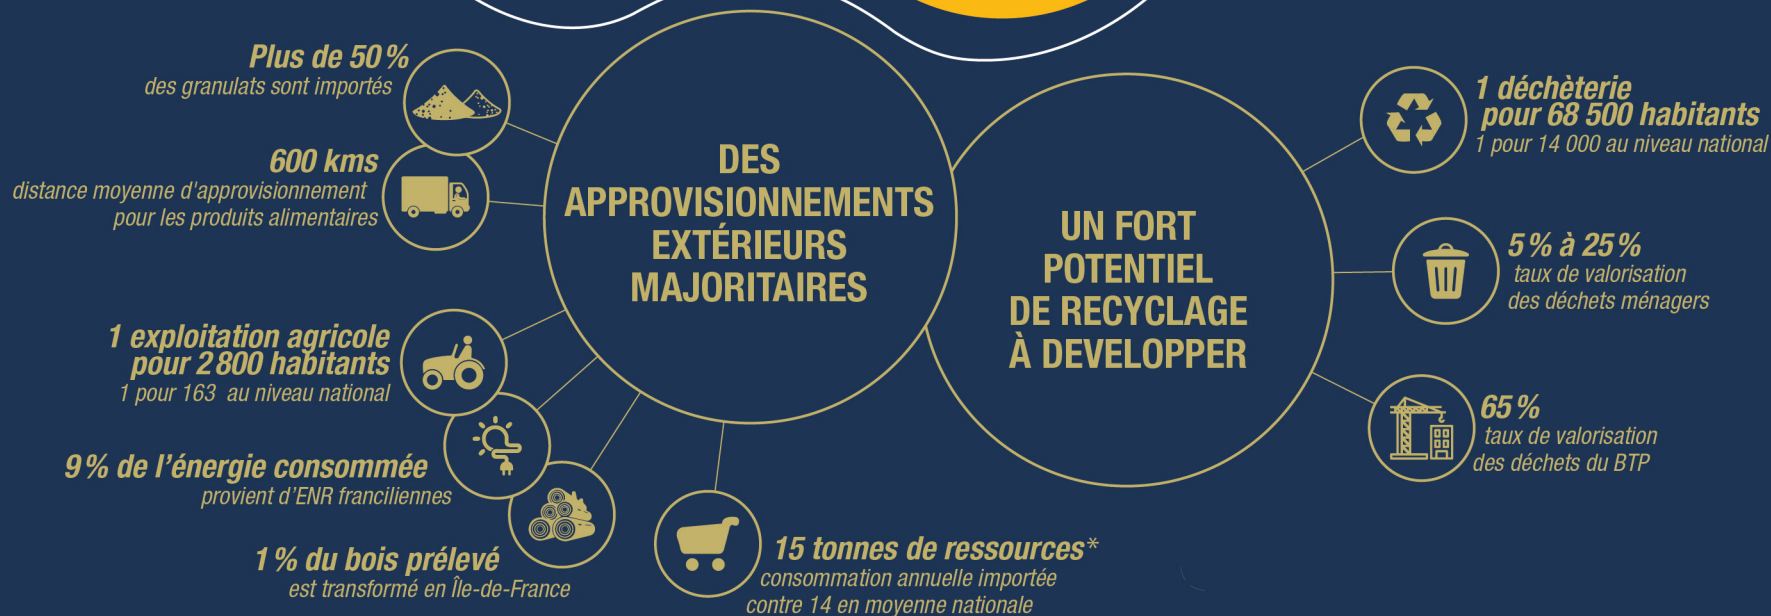 Plus de 50 %
des granulats sont importés
600 kms
distance moyenne d'approvisionnement
pour les produits alimentaires
1 exploitation agricole
pour 2 800 habitants
1 pour 163 au niveau national
9 % de l'énergie consommée
provient d'ENR franciliennes
1 % du bois prélevé
est transformé en Île-de-France
15 tonnes de ressources*
consommation annuelle importée
contre 14 en moyenne nationale
DES
APPROVISIONNEMENTS
EXTÉRIEURS
MAJORITAIRES
UN FORT
POTENTIEL
DE RECYCLAGE
À DEVELOPPER
1 déchèterie
pour 68 500 habitants
1 pour 14 000 au niveau national
5 % à 25 %
taux de valorisation
des déchets ménagers
65 %
taux de valorisation
des déchets du BTP